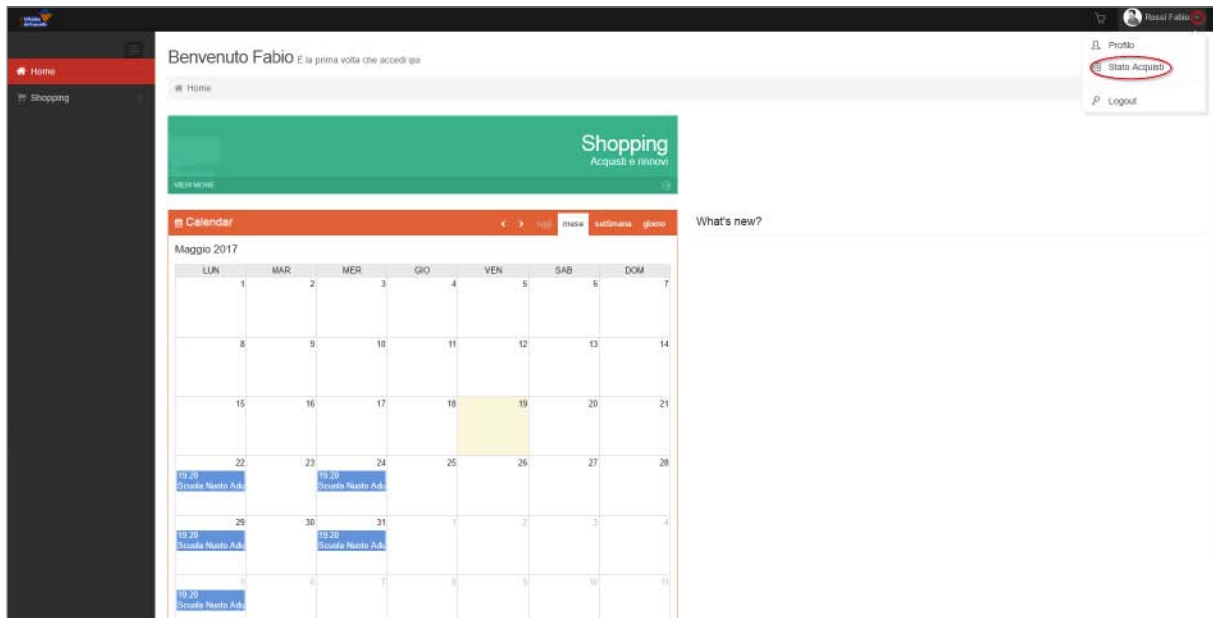 Rossi Fabio
Profilo
Stato Acquisti
Logout
Home
Shopping
Benvenuto Fabio È la prima volta che accedi qui
Home
Shopping
Acquisti e rinnovi
VIEW MORE
Calendar
oggi mese settimana giorno
What's new?
Maggio 2017
LUN MAR MER GIO VEN SAB DOM
1 2 3 4 5 6 7
8 9 10 11 12 13 14
15 16 17 18 19 20 21
22 23 24 25 26 27 28
19.20 19.20
Scuola Nuoto Adu Scuola Nuoto Adu
29 30 31 1 2 3 4
19.20 19.20
Scuola Nuoto Adu Scuola Nuoto Adu
5 6 7 8 9 10 11
19.20
Scuola Nuoto Adu